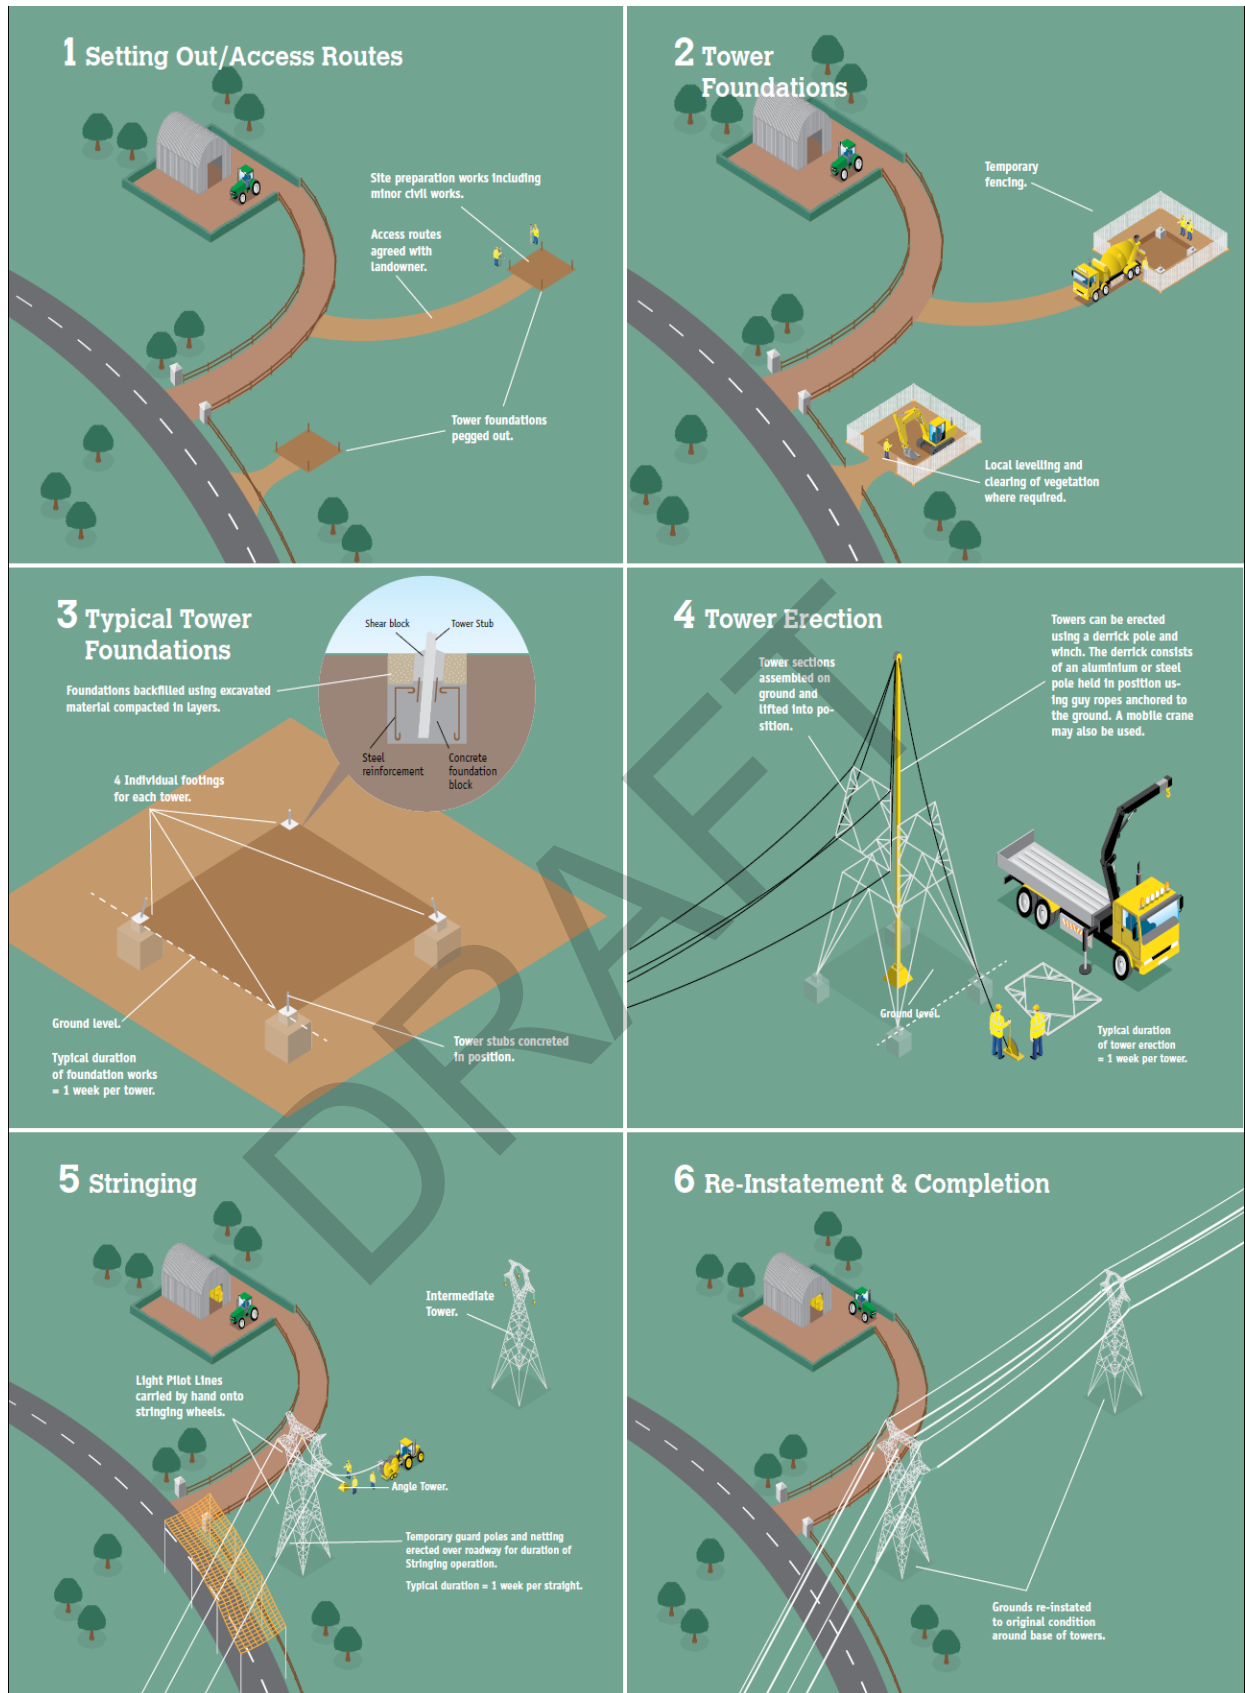 1 Setting Out/Access Routes
Site preparation works including
minor civil works.
Access routes
agreed with
landowner.
Tower foundations
pegged out.
2 Tower
Foundations
Temporary
fencing.
Local levelling and
clearing of vegetation
where required.
3 Typical Tower
Foundations
Shear block
Tower Stub
Foundations backfilled using excavated
material compacted in layers.
Steel
reinforcement
Concrete
foundation
block
4 Individual footings
for each tower.
Ground level.
Typical duration
of foundation works
= 1 week per tower.
Tower stubs concreted
in position.
4 Tower Erection
Tower sections
assembled on
ground and
lifted into po-
sition.
Towers can be erected
using a derrick pole and
winch. The derrick consists
of an aluminium or steel
pole held in position us-
ing guy ropes anchored to
the ground. A mobile crane
may also be used.
Ground level.
Typical duration
of tower erection
= 1 week per tower.
DRAFT
5 Stringing
Intermediate
Tower.
Light Pilot Lines
carried by hand onto
stringing wheels.
Angle Tower.
Temporary guard poles and netting
erected over roadway for duration of
Stringing operation.
Typical duration = 1 week per straight.
6 Re-Instatement & Completion
Grounds re-instated
to original condition
around base of towers.